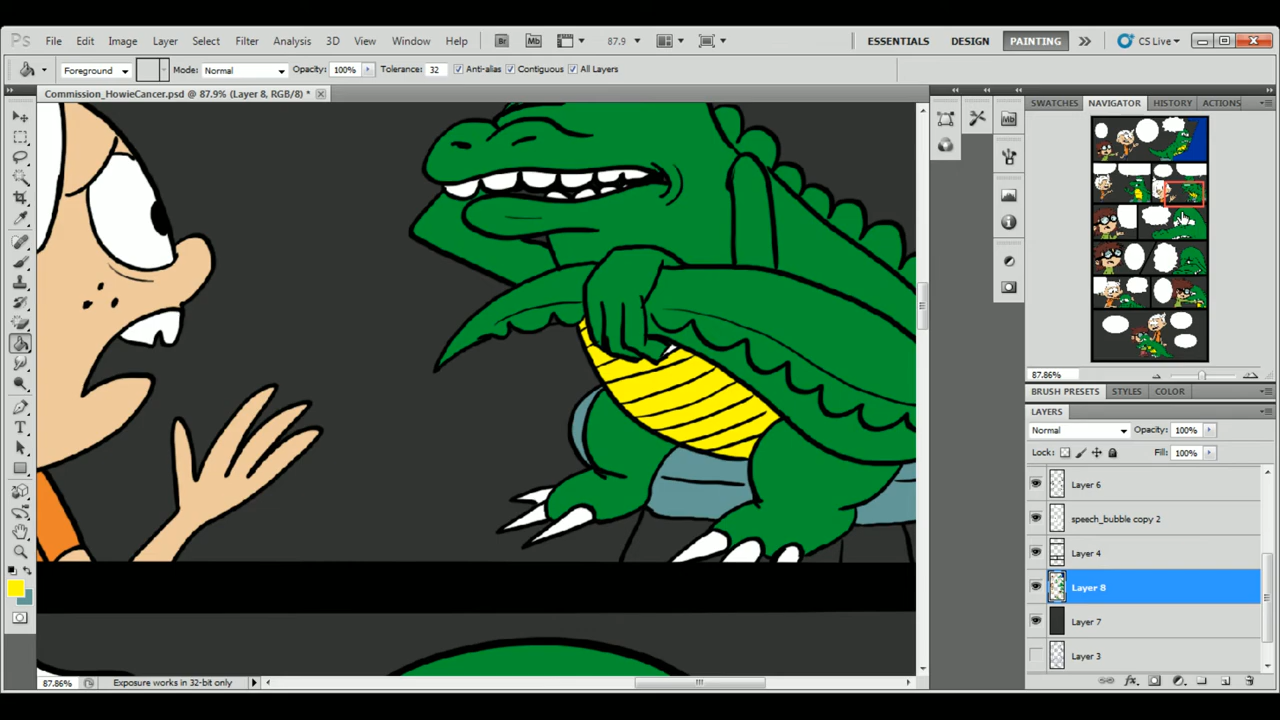 Ps File Edit Image Layer Select Filter Analysis 3D View Window Help Br Mb 87.9 ESSENTIALS DESIGN PAINTING CS Live
Foreground Mode: Normal Opacity: 100% Tolerance: 32 Anti-alias Contiguous All Layers
Commission_HowieCancer.psd @ 87.9% (Layer 8, RGB/8) *
SWATCHES NAVIGATOR HISTORY ACTIONS
Mb
87.86%
BRUSH PRESETS STYLES COLOR
LAYERS
Normal Opacity: 100%
Lock: Fill: 100%
Layer 6
speech_bubble copy 2
Layer 4
Layer 8
Layer 7
Layer 3
87.86% Exposure works in 32-bit only